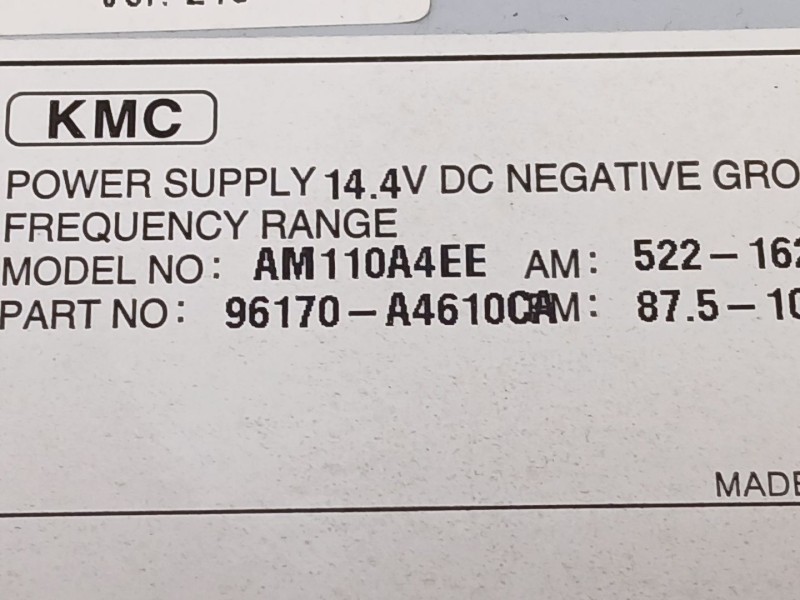 KMC
POWER SUPPLY 14.4V DC NEGATIVE GRO
FREQUENCY RANGE
MODEL NO: AM110A4EE AM: 522-162
PART NO: 96170-A4610CA FM: 87.5-10
MADE